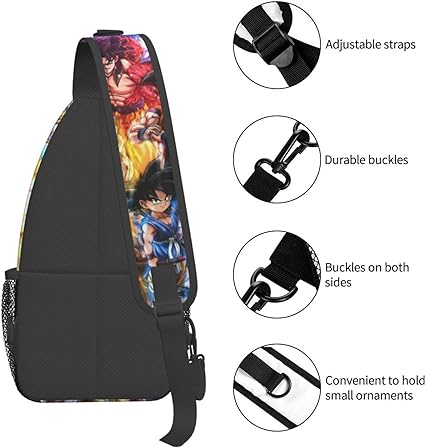 Adjustable straps
Durable buckles
Buckles on both
sides
Convenient to hold
small ornaments